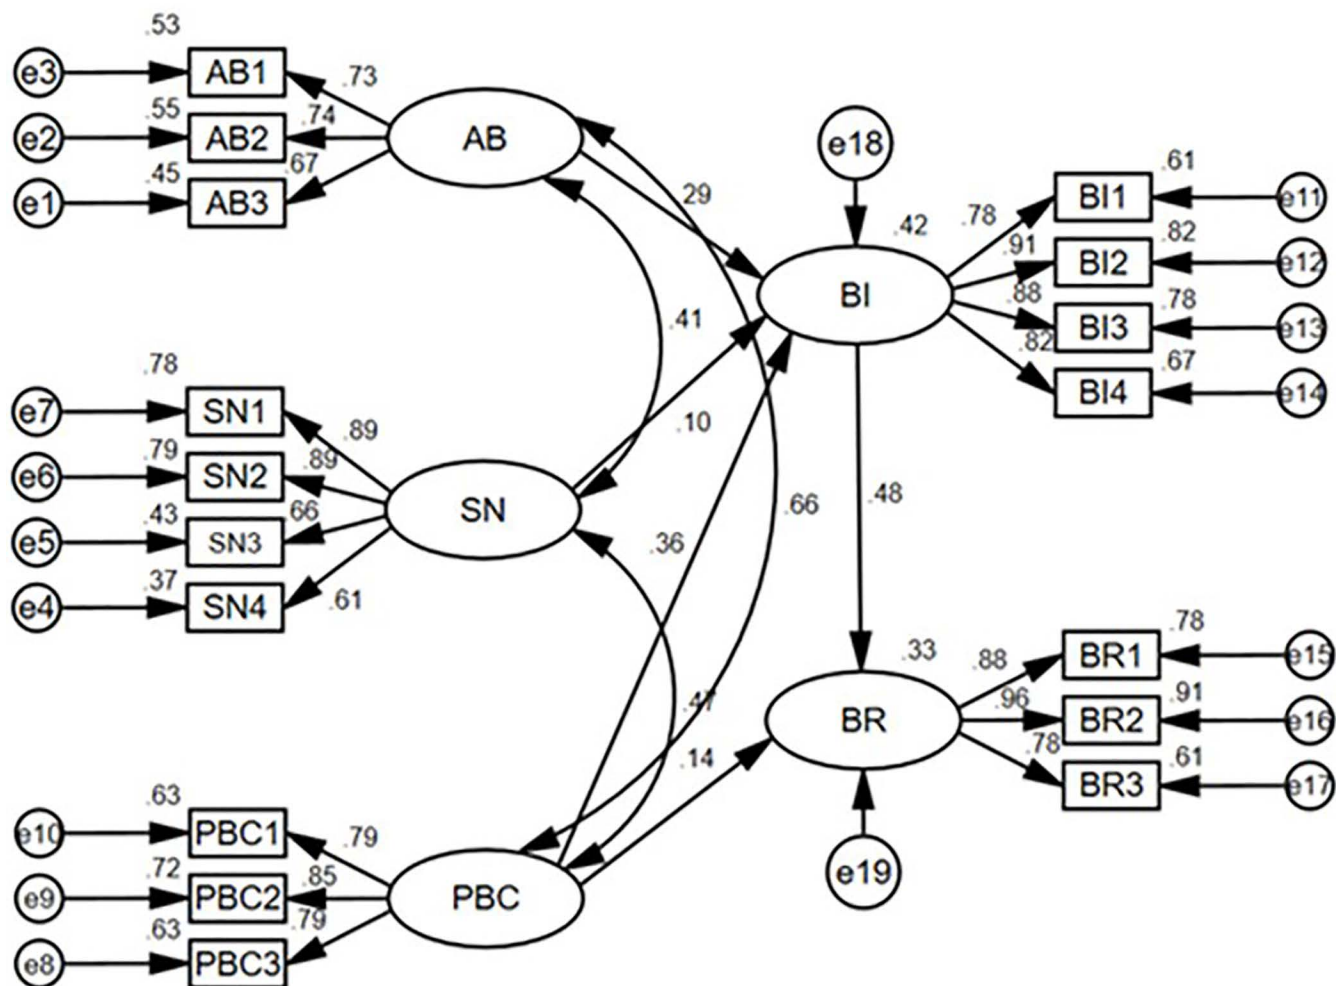 .53
e3 AB1 .73
.55
e2 AB2 .74
.45 .67
e1 AB3
AB
e18
.29
.42
BI
.61
.78 BI1 e11
.82
.91 BI2 e12
.78
.88 BI3 e13
.67
.82 BI4 e14
.41
.10
.78
e7 SN1 .89
.79 .89
e6 SN2
.43 .66
e5 SN3
.37
e4 SN4 .61
SN
.36
.66
.48
.47
.14
.33
BR
e19
.78
.88 BR1 e15
.91
.96 BR2 e16
.61
.78 BR3 e17
.63
e10 PBC1 .79
.72 .85
e9 PBC2
.63 .79
e8 PBC3
PBC